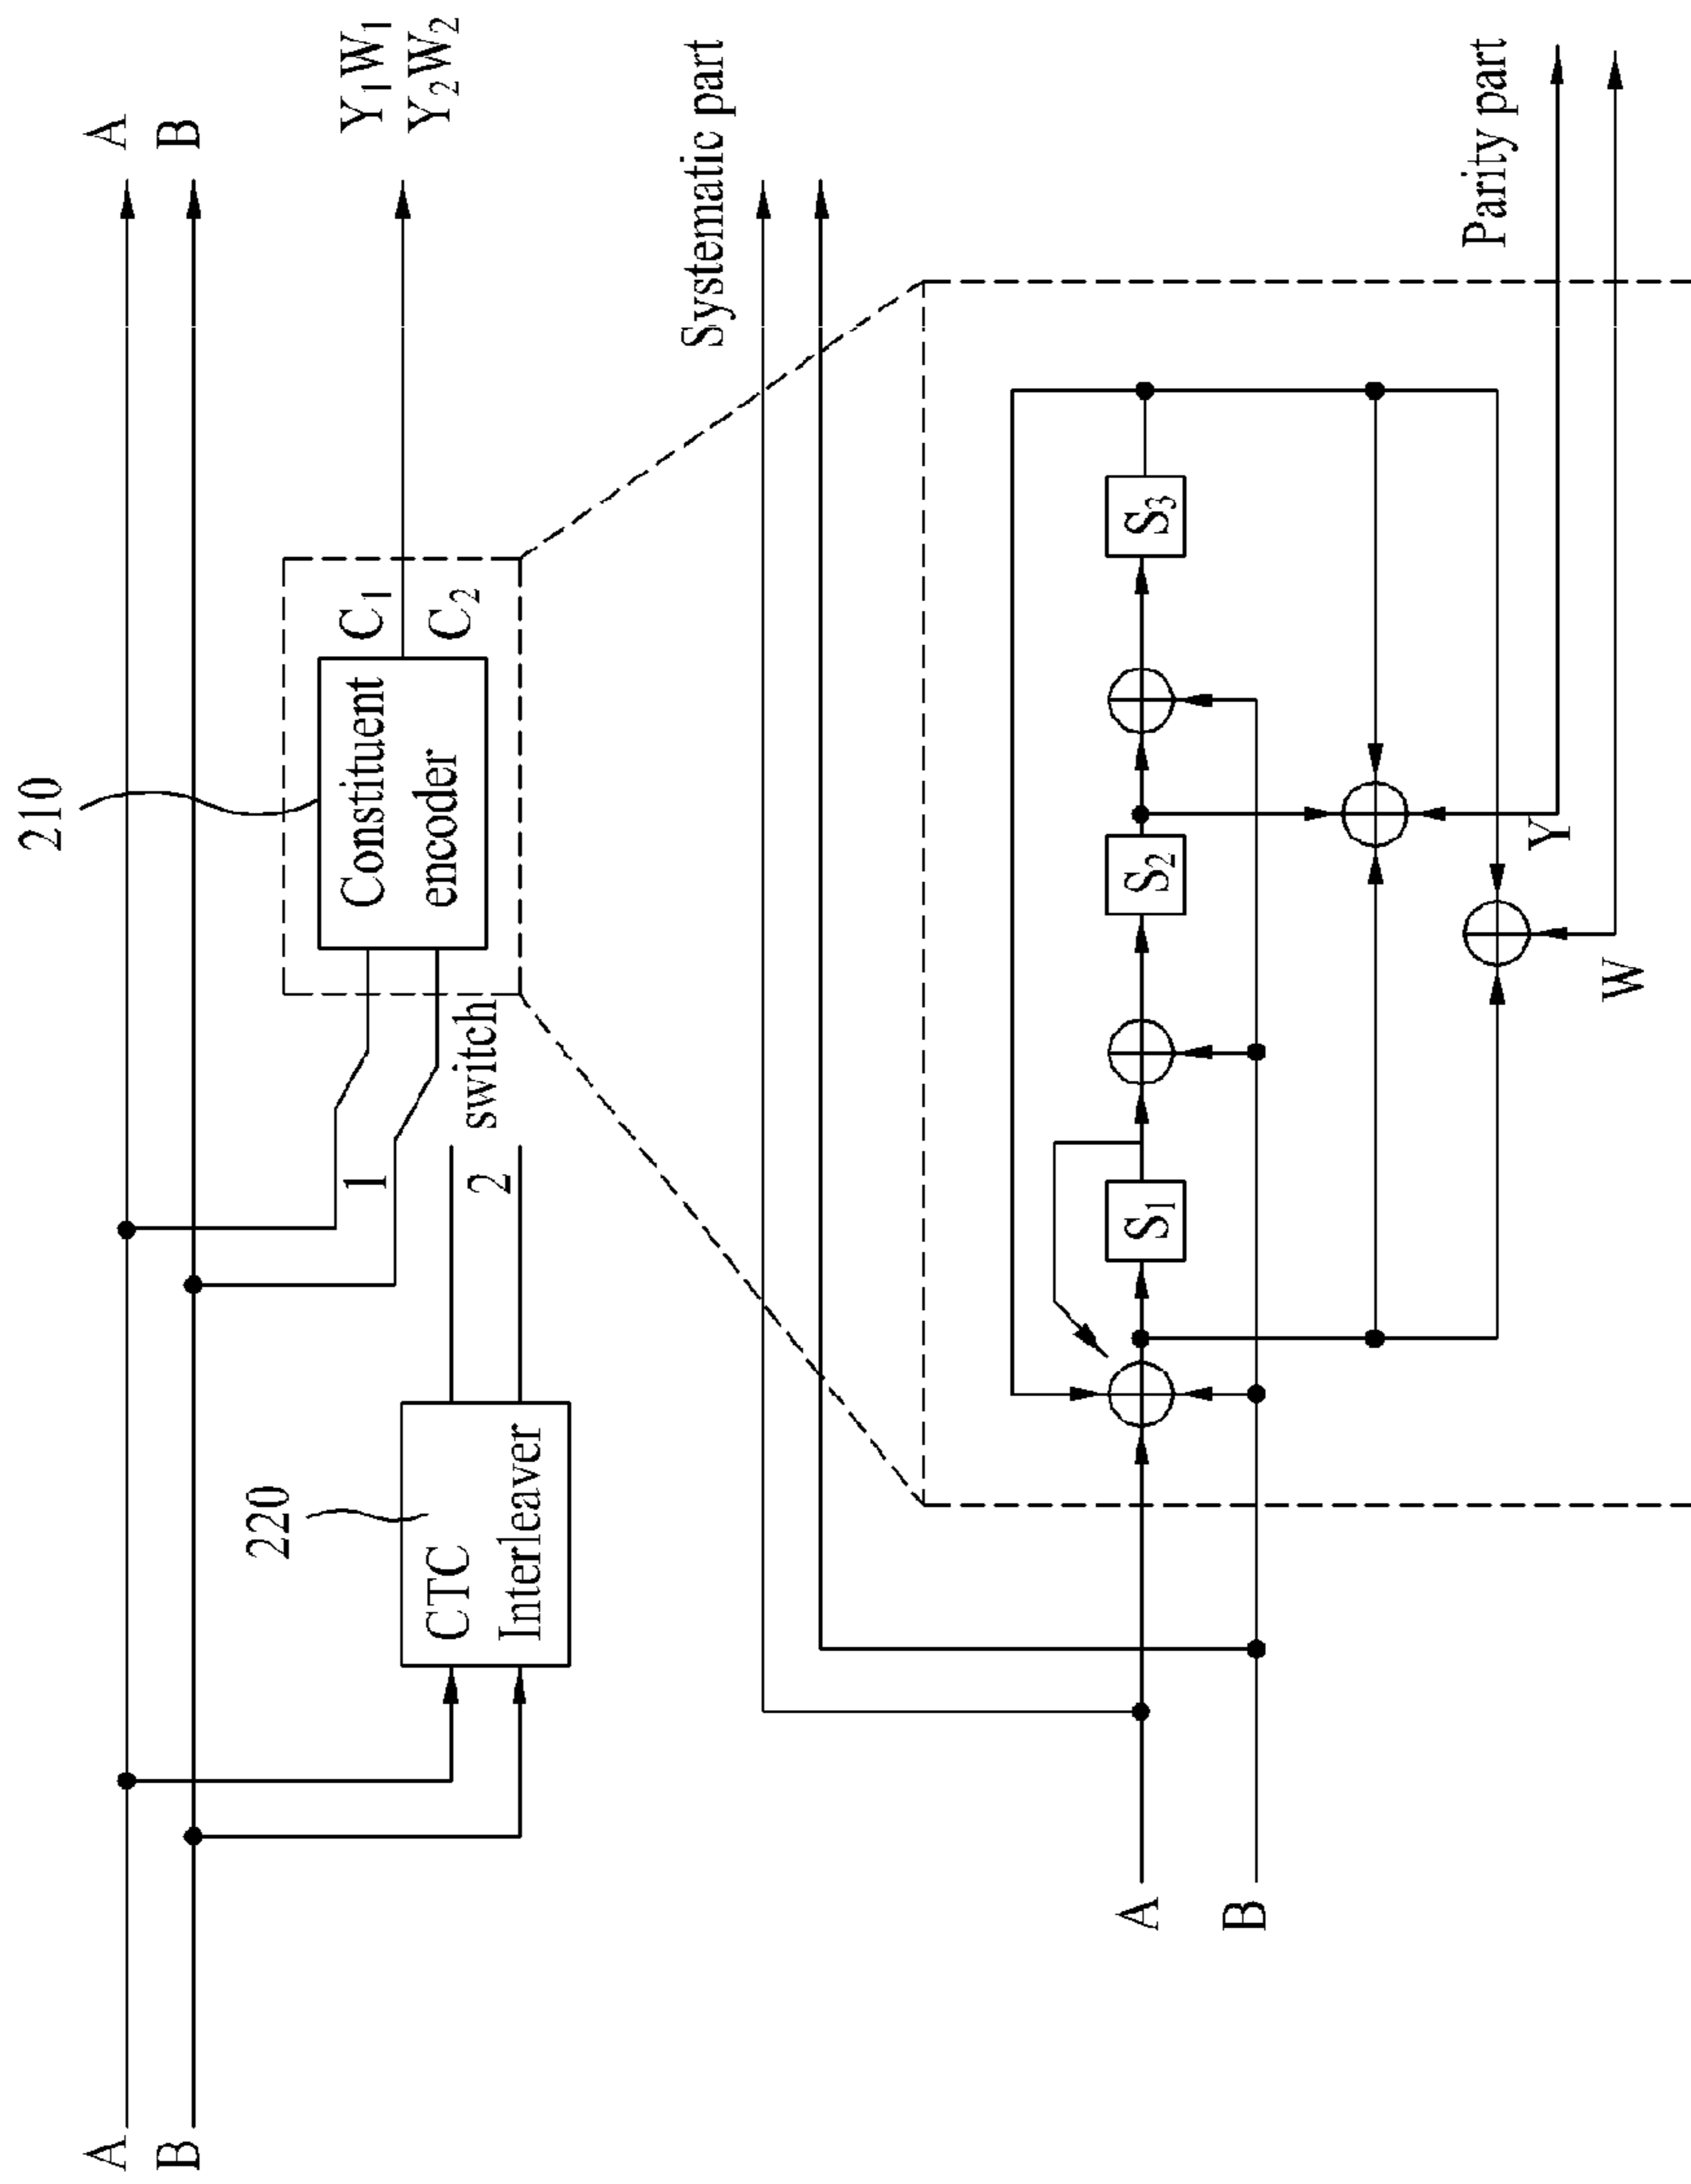 A
B
A
B
210
Constituent
encoder
C1
C2
Y1W1
Y2W2
1
2
switch
220
CTC
Interleaver
Systematic part
A
B
S1
S2
S3
Y
W
Parity part